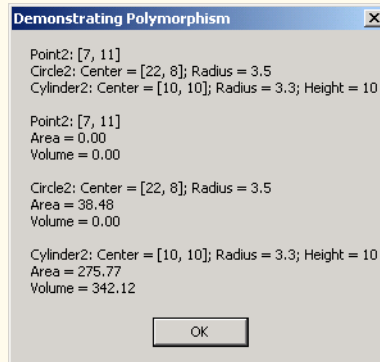 Demonstrating Polymorphism
Point2: [7, 11]
Circle2: Center = [22, 8]; Radius = 3.5
Cylinder2: Center = [10, 10]; Radius = 3.3; Height = 10
Point2: [7, 11]
Area = 0.00
Volume = 0.00
Circle2: Center = [22, 8]; Radius = 3.5
Area = 38.48
Volume = 0.00
Cylinder2: Center = [10, 10]; Radius = 3.3; Height = 10
Area = 275.77
Volume = 342.12
OK